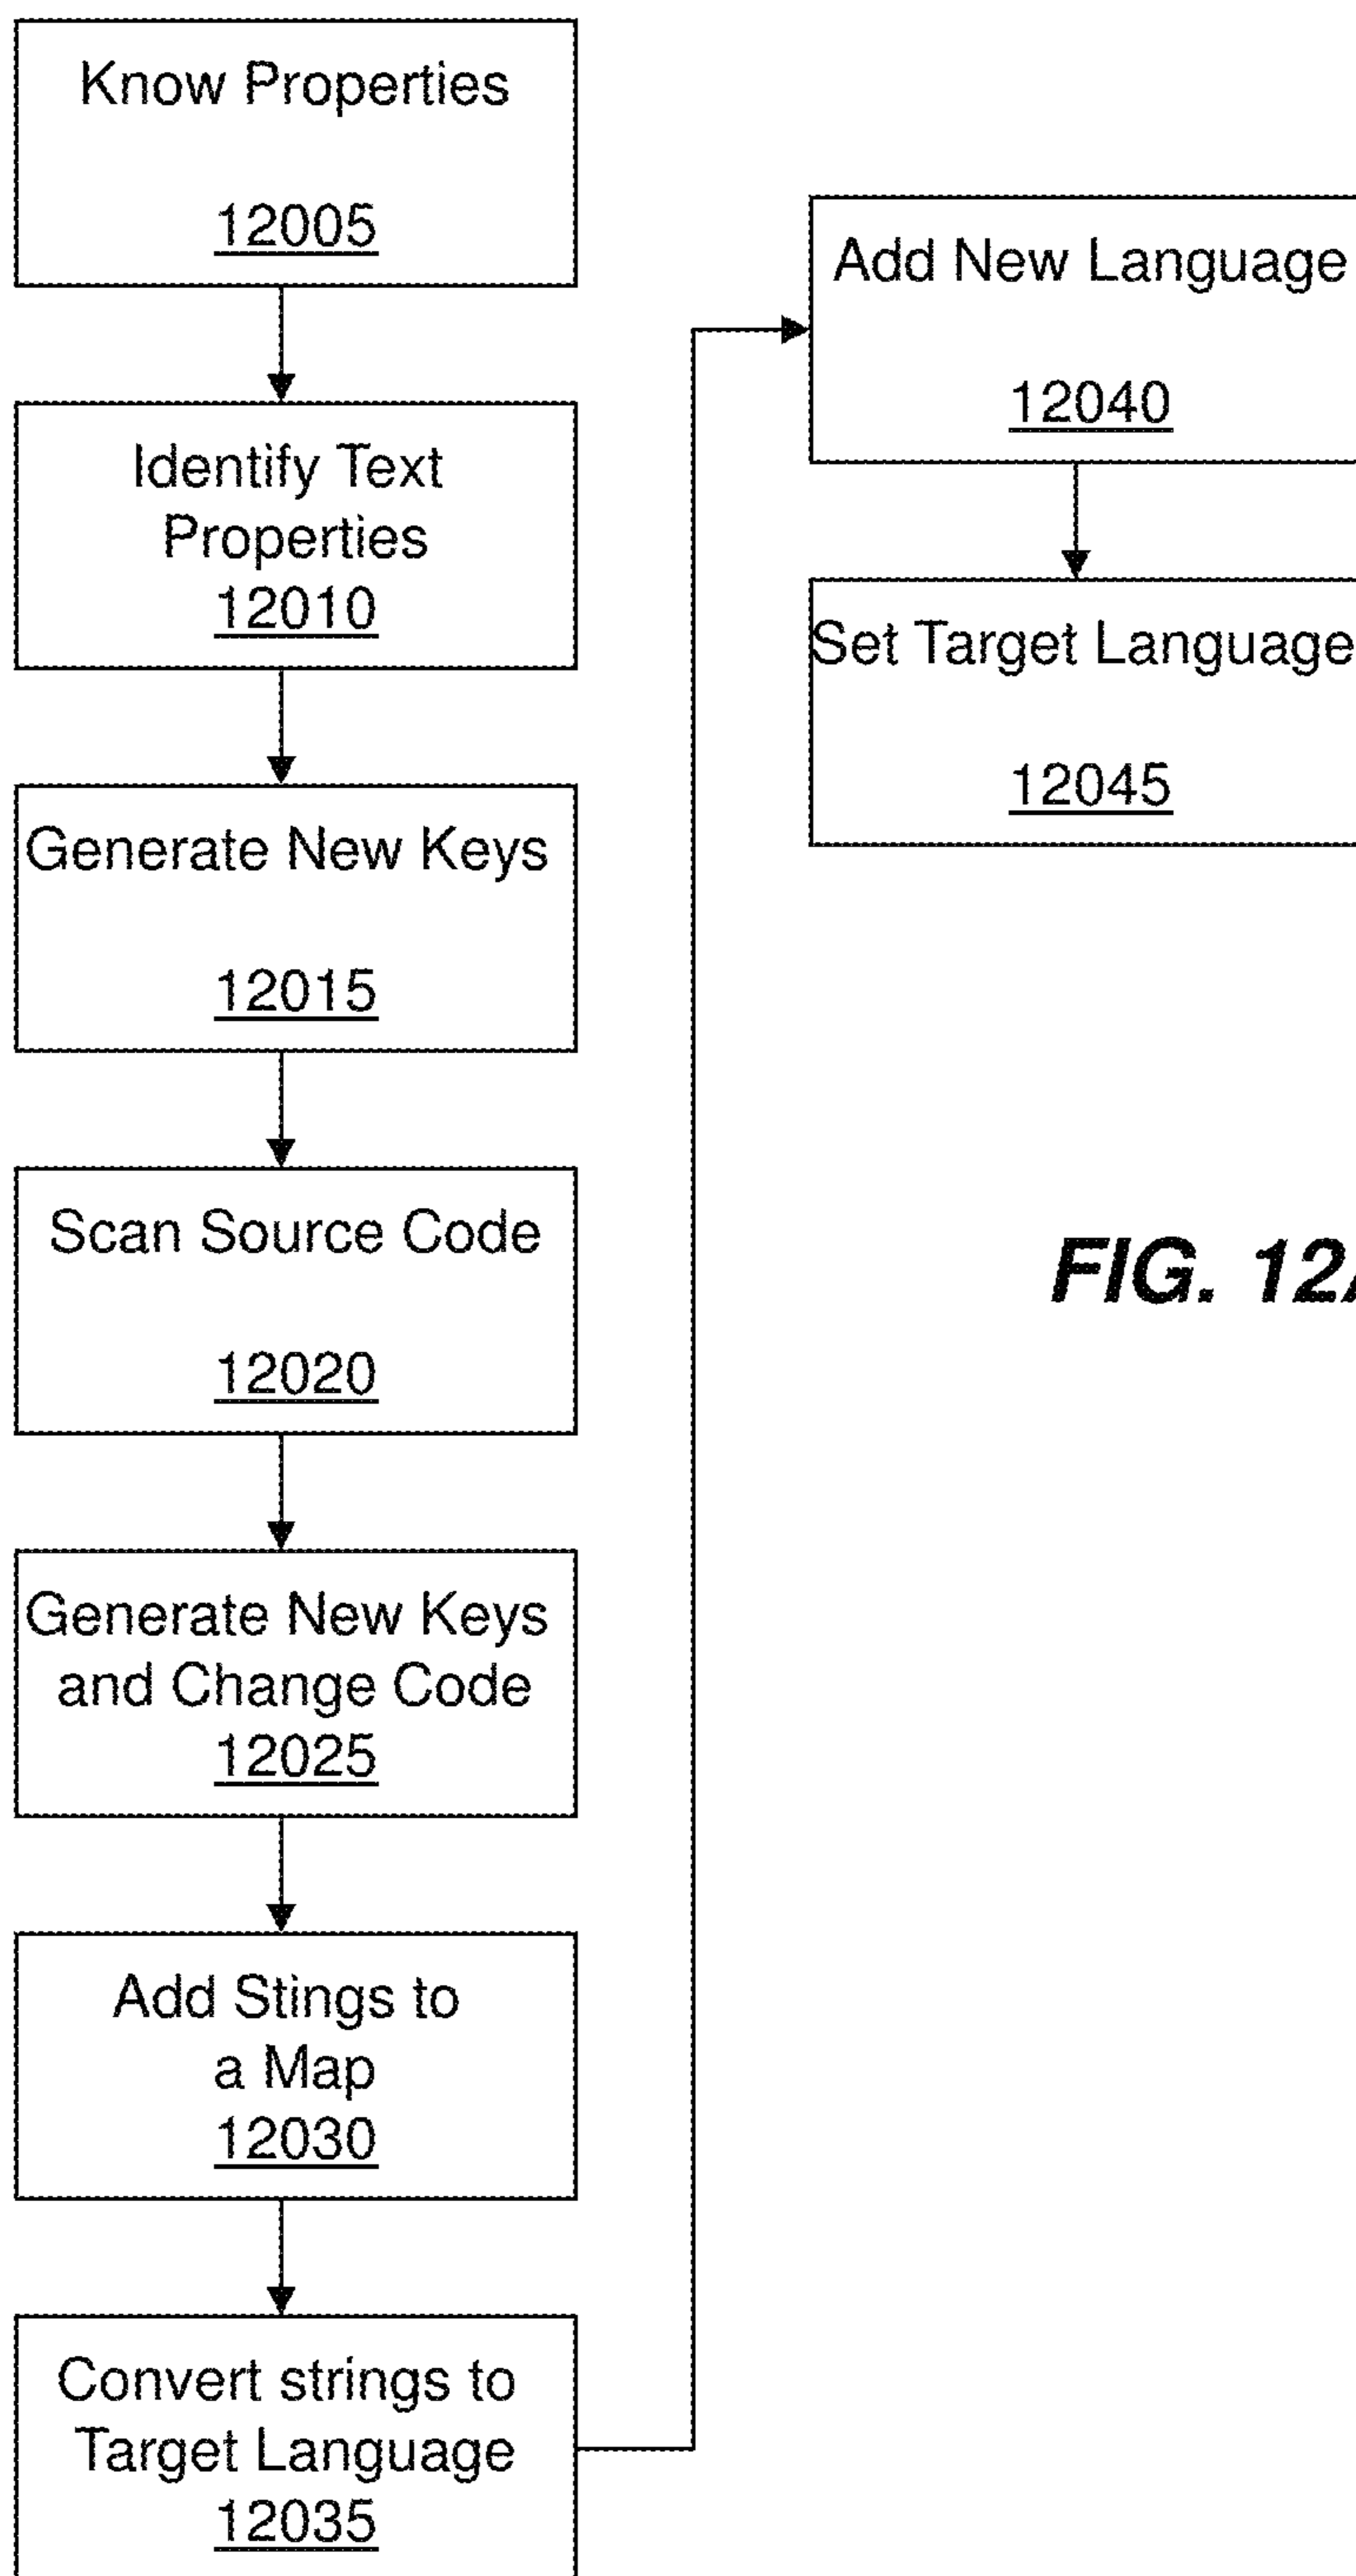 Know Properties
12005
Identify Text
Properties
12010
Generate New Keys
12015
Scan Source Code
12020
Generate New Keys
and Change Code
12025
Add Stings to
a Map
12030
Convert strings to
Target Language
12035
Add New Language
12040
Set Target Language
12045
FIG. 12A